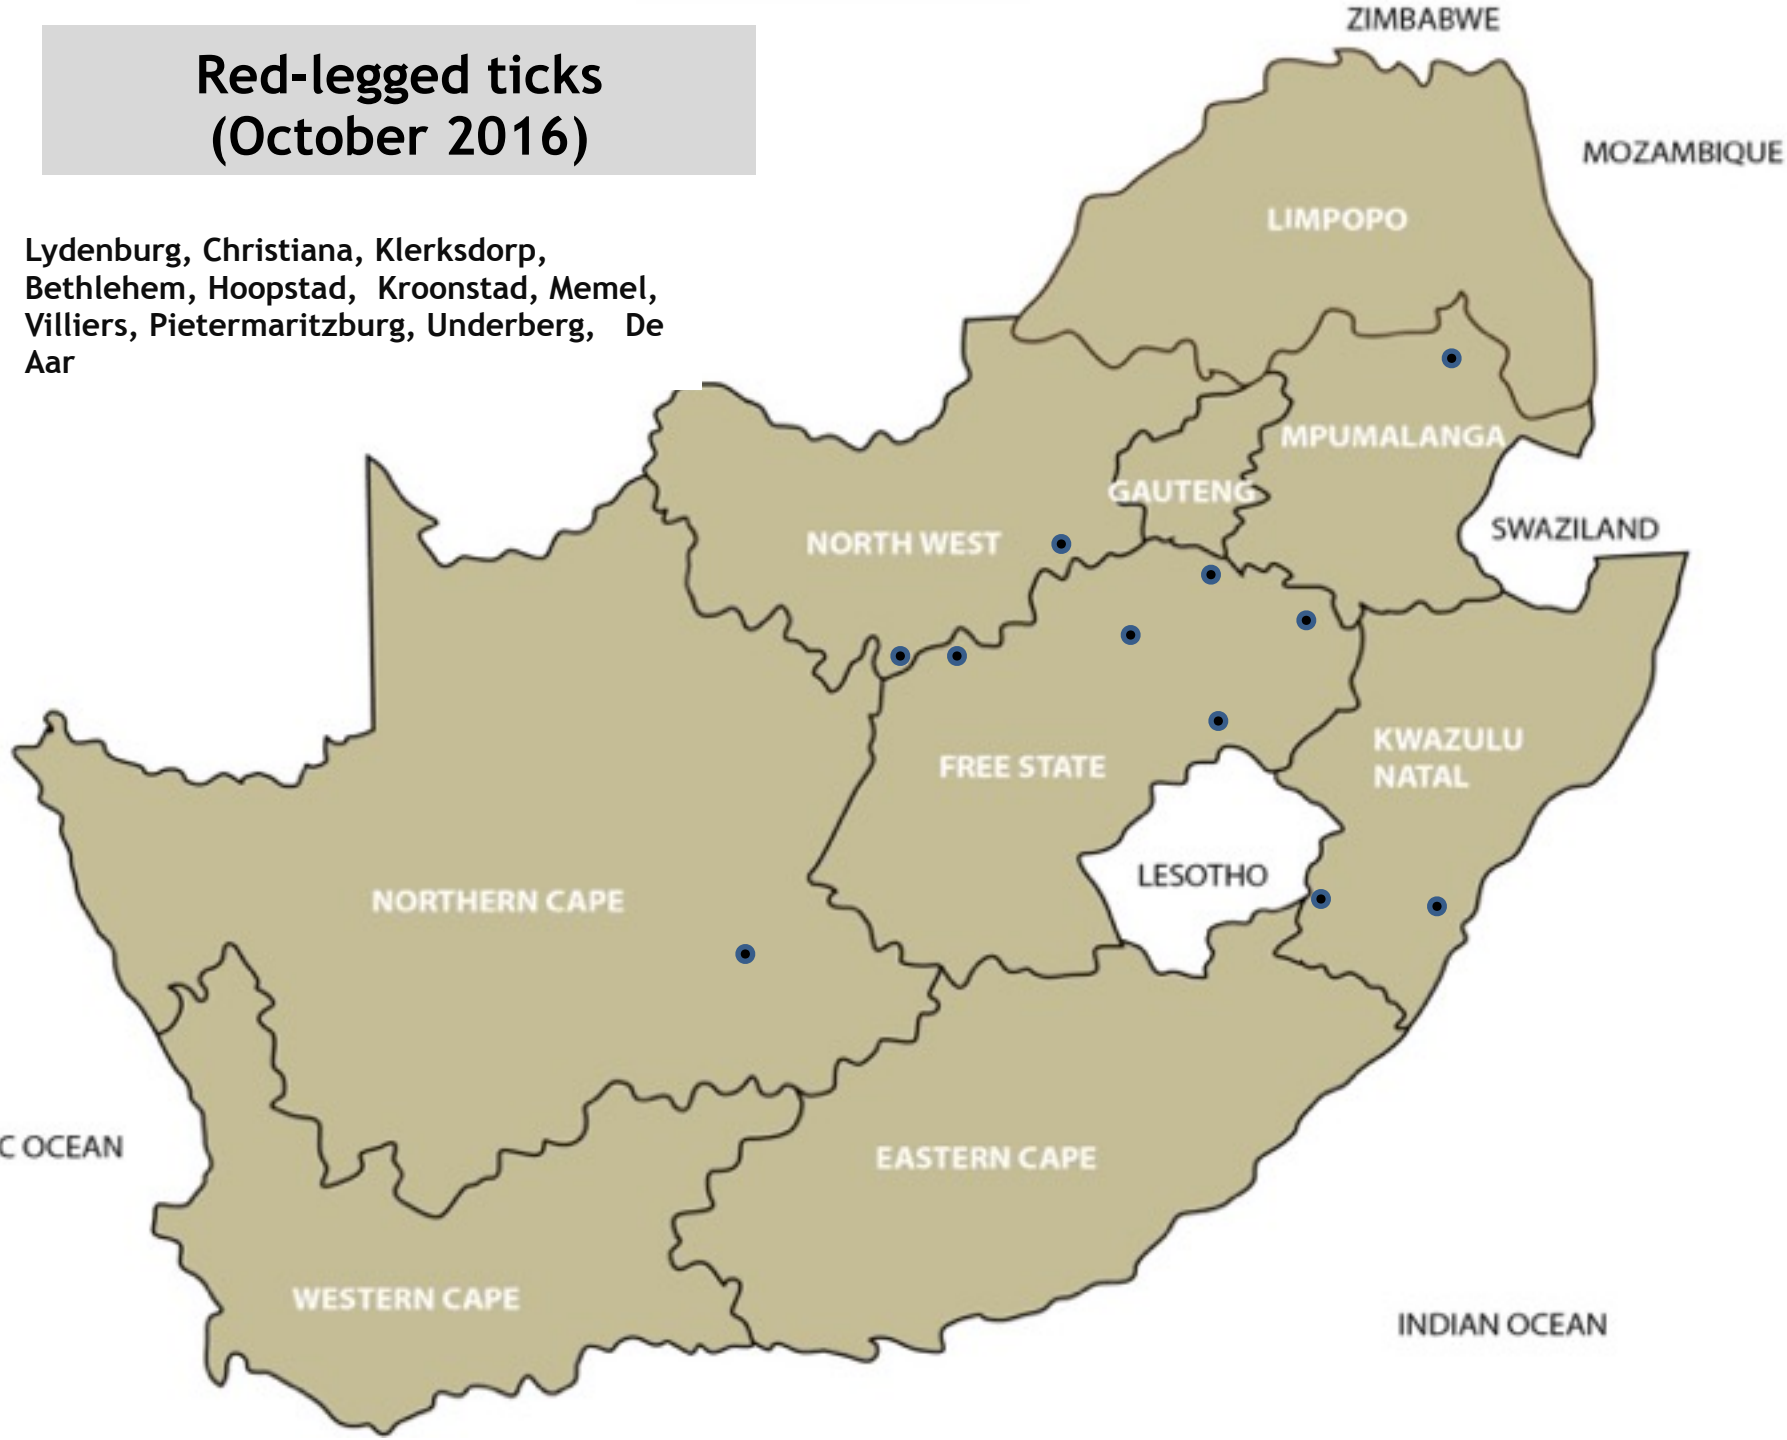 ZIMBABWE
Red-legged ticks
(October 2016)
MOZAMBIQUE
LIMPOPO
Lydenburg, Christiana, Klerksdorp,
Bethlehem, Hoopstad,  Kroonstad, Memel,
Villiers, Pietermaritzburg, Underberg,   De
Aar
MPUMALANGA
GAUTENG
NORTH WEST
SWAZILAND
KWAZULU
NATAL
FREE STATE
LESOTHO
NORTHERN CAPE
C OCEAN
EASTERN CAPE
WESTERN CAPE
INDIAN OCEAN